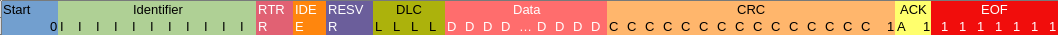 Start Identifier RTR IDE RESV DLC Data CRC ACK EOF
0 I I I I I I I I I I I R E R L L L L D D D D ... D D D D C C C C C C C C C C C C C C C 1 A 1 1 1 1 1 1 1 1